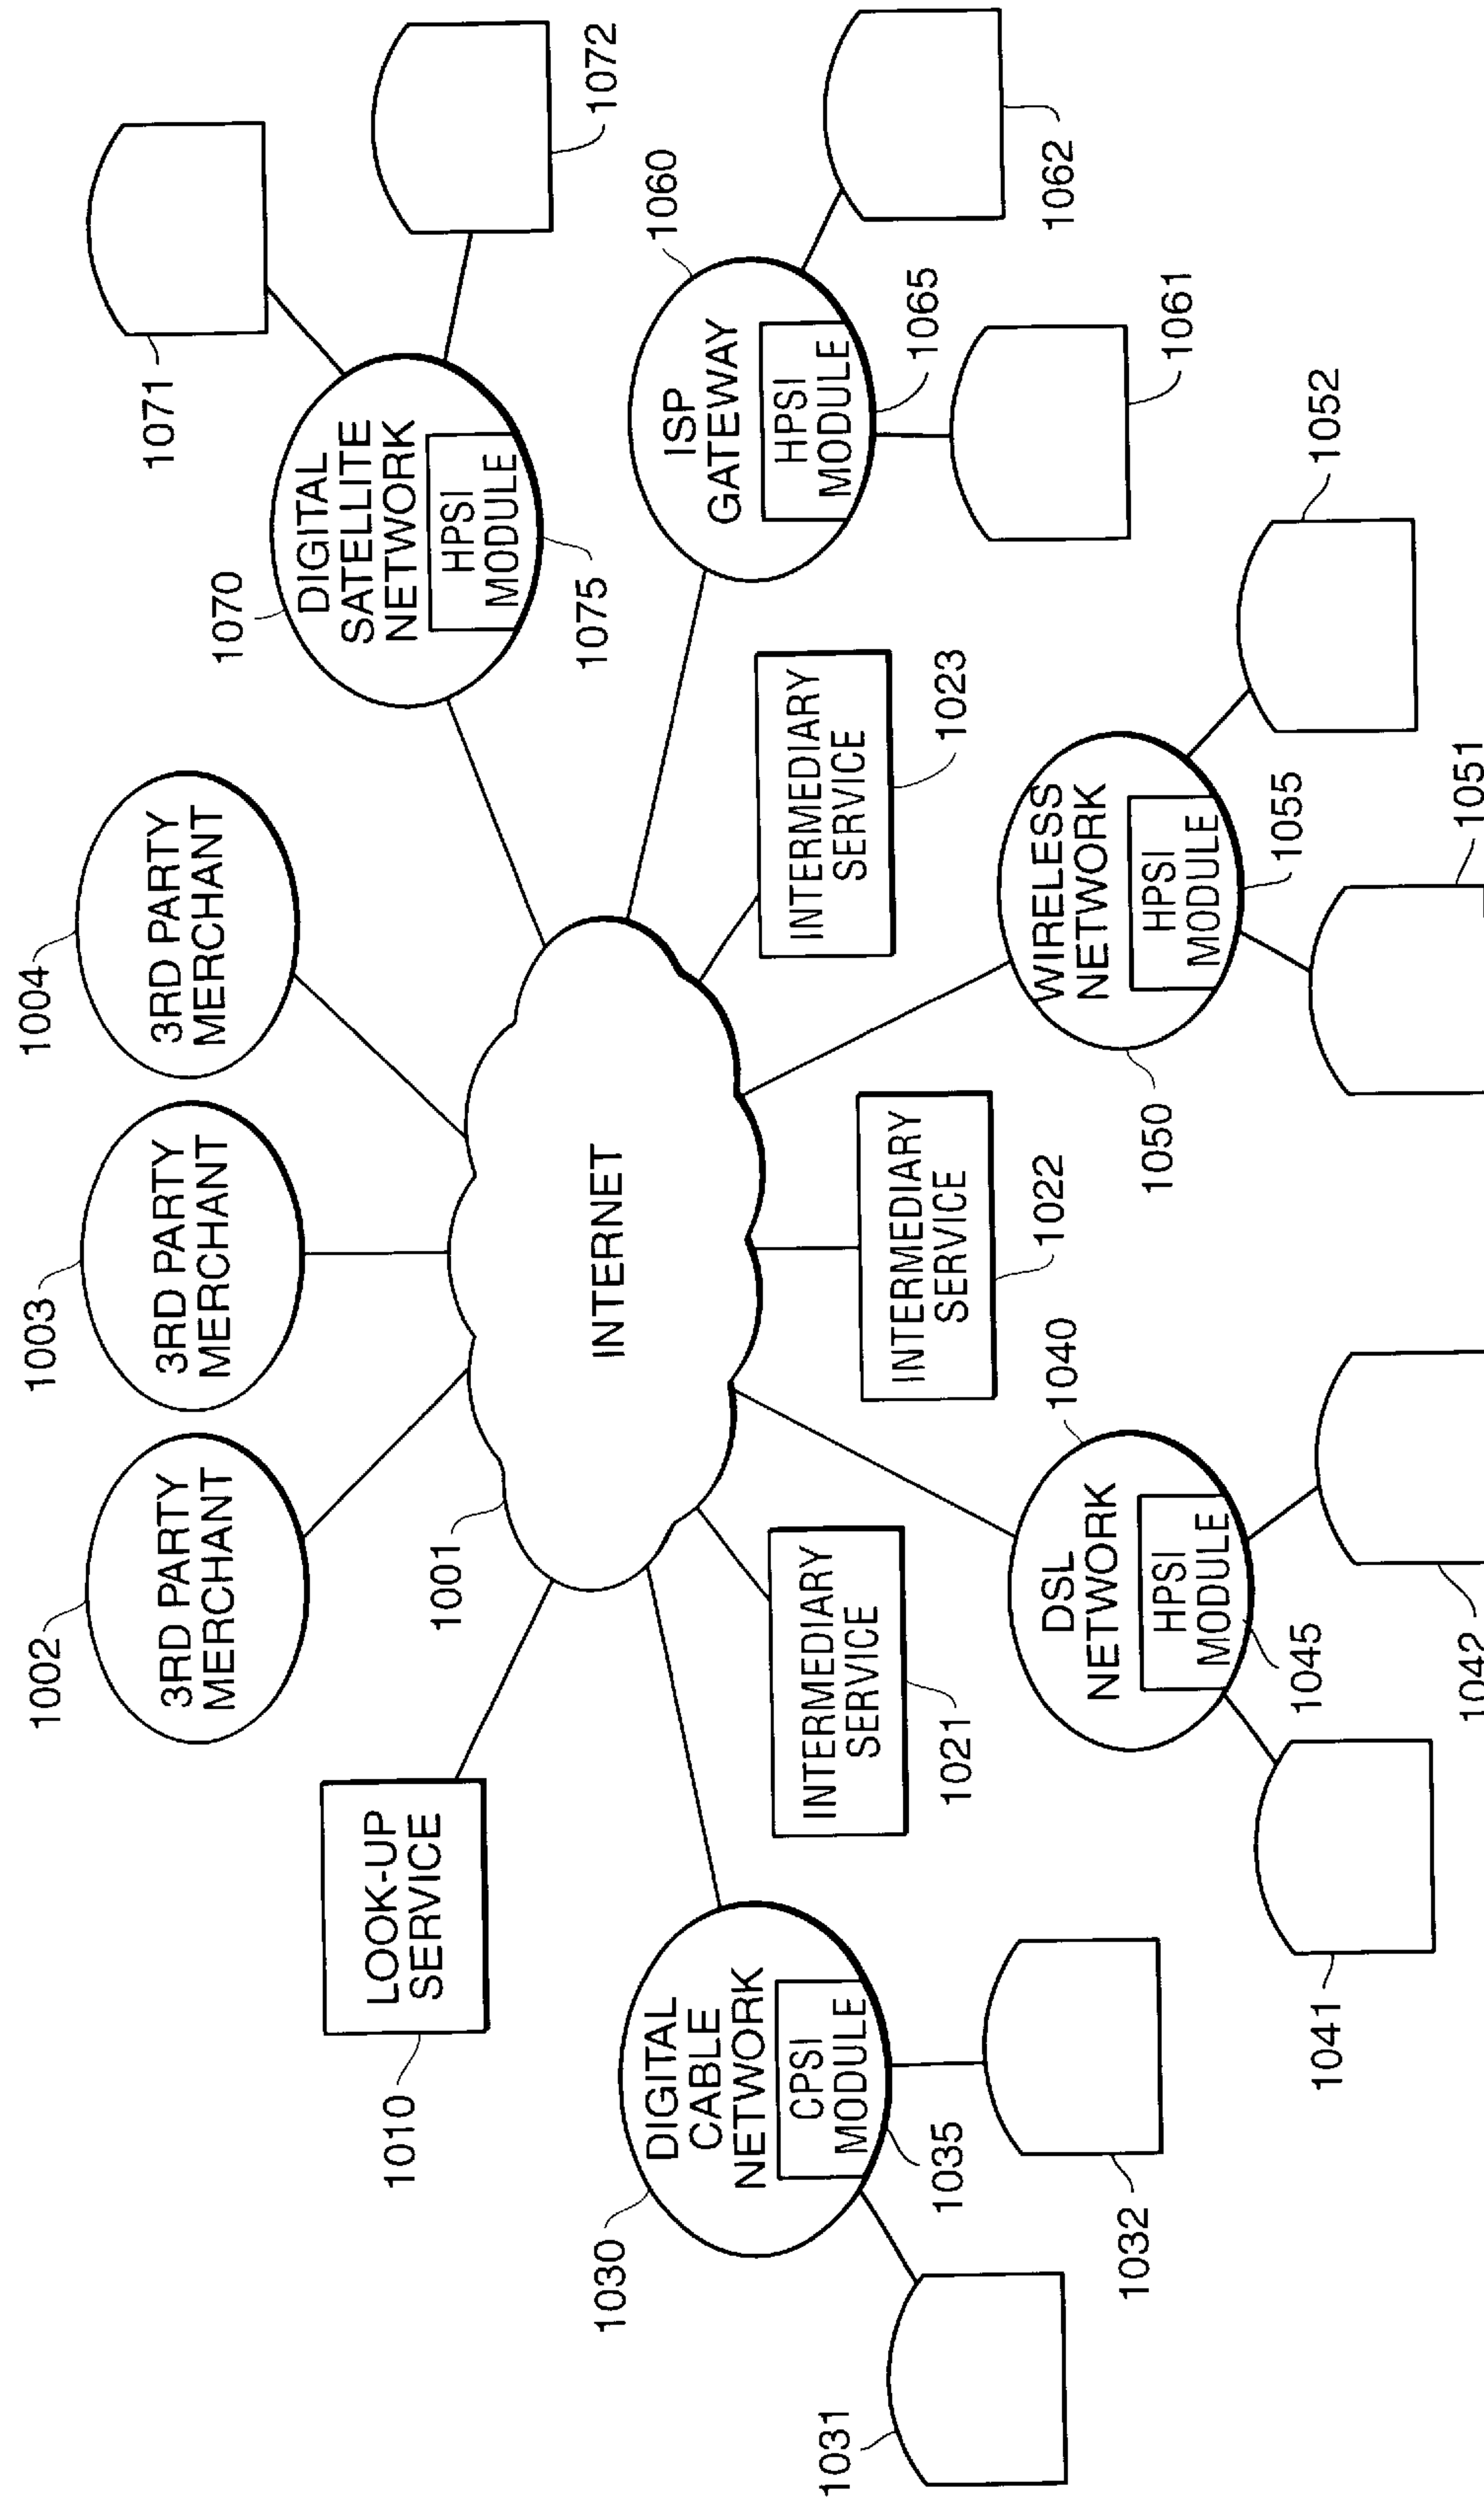 1002
3RD PARTY
MERCHANT
1003
3RD PARTY
MERCHANT
1004
3RD PARTY
MERCHANT
1071
1072
1010
LOOK-UP
SERVICE
1001
INTERNET
1070
DIGITAL
SATELLITE
NETWORK
HPSI
MODULE
1075
1060
ISP
GATEWAY
HPSI
MODULE
1065
1062
1061
1030
DIGITAL
CABLE
NETWORK
CPSI
MODULE
1035
1031
1032
INTERMEDIARY
SERVICE
1021
INTERMEDIARY
SERVICE
1022
INTERMEDIARY
SERVICE
1023
1040
DSL
NETWORK
HPSI
MODULE
1045
1041
1042
1050
WIRELESS
NETWORK
HPSI
MODULE
1055
1051
1052